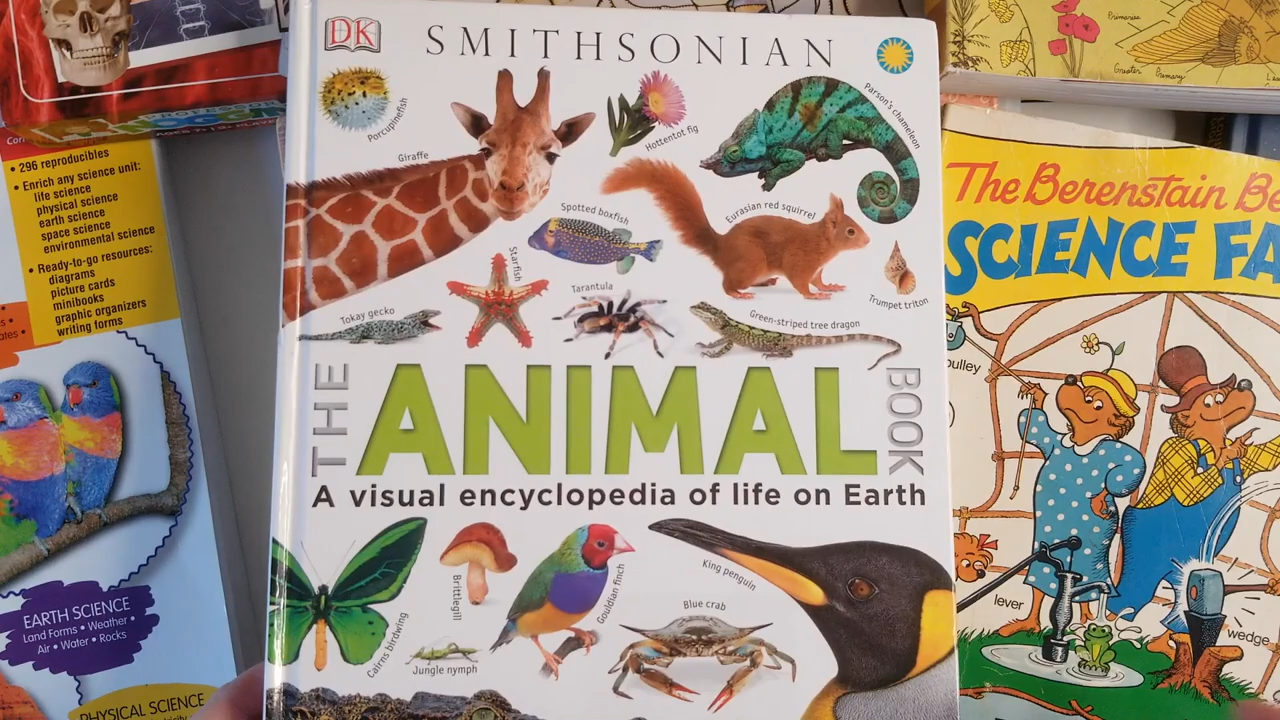 DK
SMITHSONIAN
Porcupinefish
Giraffe
Hottentot fig
Parson's chameleon
Spotted boxfish
Eurasian red squirrel
Starfish
Tarantula
Trumpet triton
Tokay gecko
Green-striped tree dragon
THE
ANIMAL
BOOK
A visual encyclopedia of life on Earth
Brittlegill
Gouldian finch
King penguin
Blue crab
Cairns birdwing
Jungle nymph
• 296 reproducibles
• Enrich any science unit:
life science
physical science
earth science
space science
environmental science
• Ready-to-go resources:
diagrams
picture cards
minibooks
graphic organizers
writing forms
EARTH SCIENCE
Land Forms • Weather •
Air • Water • Rocks
PHYSICAL SCIENCE
Primaries
Greater Primary
The Berenstain Be
SCIENCE FA
pulley
lever
wedge